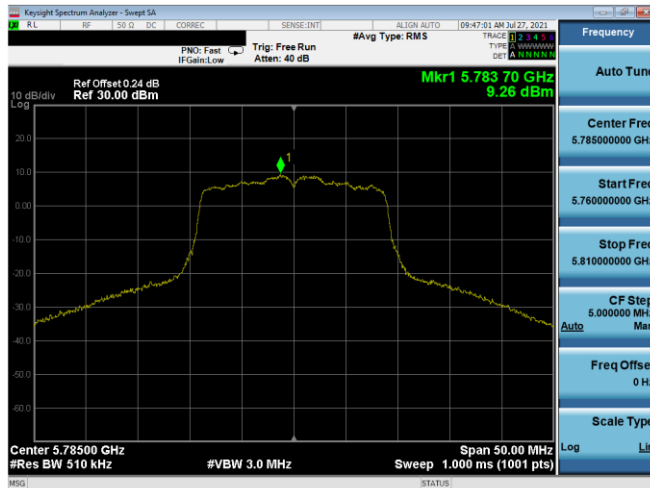 Keysight Spectrum Analyzer - Swept SA
RL RF 50 Ω DC CORREC SENSE:INT ALIGN AUTO 09:47:01 AM Jul 27, 2021
#Avg Type: RMS
TRACE 1 2 3 4 5 6
PNO: Fast Trig: Free Run
TYPE A WWWWW
IFGain:Low Atten: 40 dB
DET A N N N N N
Mkr1 5.783 70 GHz
Ref Offset 0.24 dB
10 dB/div Ref 30.00 dBm 9.26 dBm
Log
1
20.0
10.0
0.00
-10.0
-20.0
-30.0
-40.0
-50.0
-60.0
Center 5.78500 GHz Span 50.00 MHz
#Res BW 510 kHz #VBW 3.0 MHz Sweep 1.000 ms (1001 pts)
MSG STATUS
Frequency
Auto Tune
Center Freq
5.785000000 GHz
Start Freq
5.760000000 GHz
Stop Freq
5.810000000 GHz
CF Step
5.000000 MHz
Auto Man
Freq Offset
0 Hz
Scale Type
Log Lin